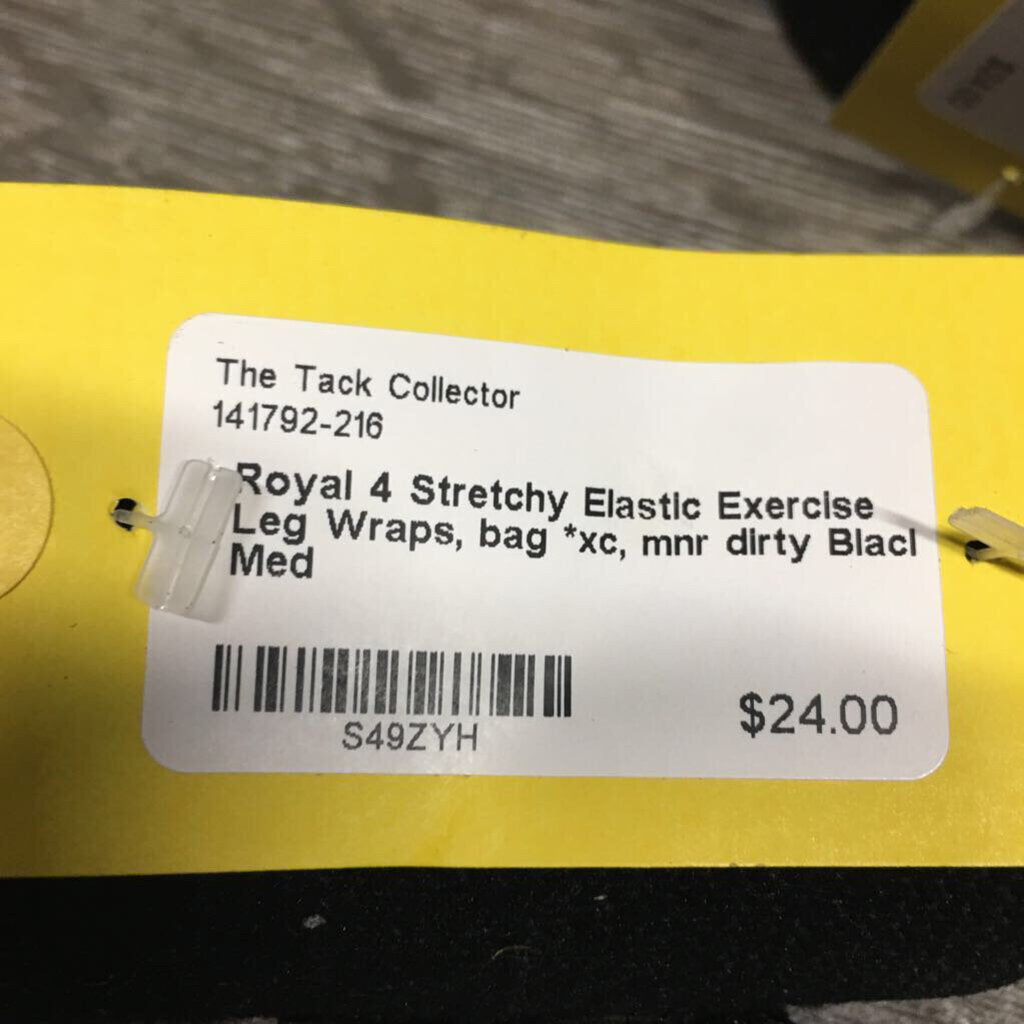 The Tack Collector
141792-216
Royal 4 Stretchy Elastic Exercise
Leg Wraps, bag *xc, mnr dirty Blacl
Med
S49ZYH
$24.00